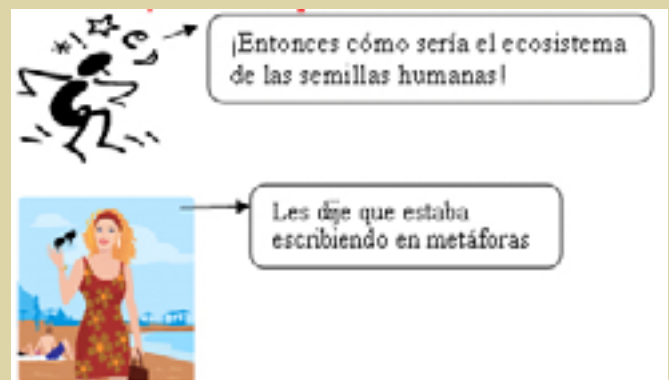 ¡Entonces cómo sería el ecosistema
de las semillas humanas!
Les dije que estaba
escribiendo en metáforas